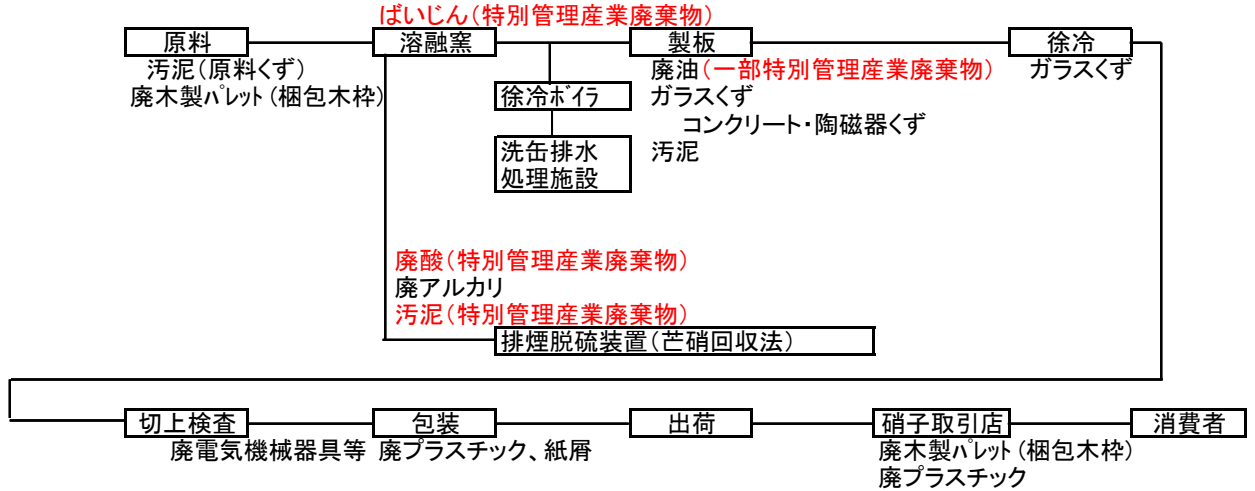 ばいじん(特別管理産業廃棄物)
原料 溶融窯 製板 徐冷
汚泥(原料くず) 廃油(一部特別管理産業廃棄物) ガラスくず
廃木製パレット(梱包木枠) 徐冷ボイラ ガラスくず
コンクリート・陶磁器くず
洗缶排水 汚泥
処理施設
廃酸(特別管理産業廃棄物)
廃アルカリ
汚泥(特別管理産業廃棄物)
排煙脱硫装置(芒硝回収法)
切上検査 包装 出荷 硝子取引店 消費者
廃電気機械器具等 廃プラスチック、紙屑 廃木製パレット(梱包木枠)
廃プラスチック